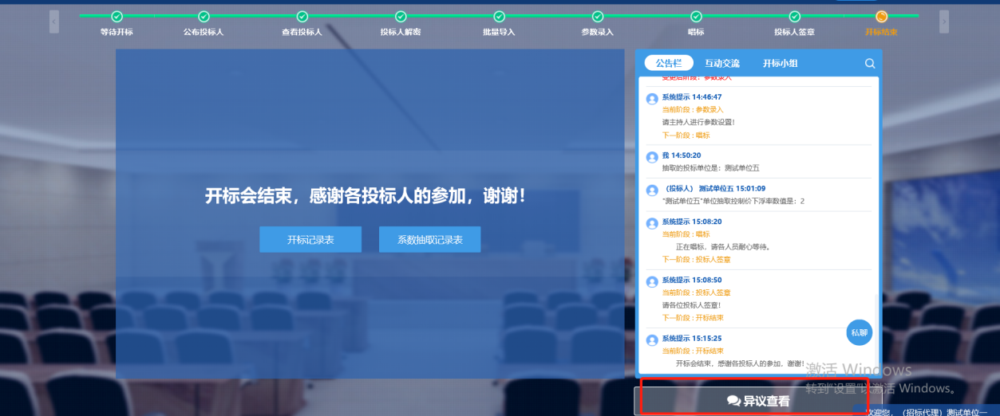 等待开标
公布投标人
查看投标人
投标人解密
批量导入
参数录入
唱标
投标人签章
开标结束
开标会结束，感谢各投标人的参加，谢谢！
开标记录表
系数抽取记录表
公告栏
互动交流
开标小组
变更后阶段：参数录入
系统提示 14:46:47
当前阶段：参数录入
请主持人进行参数设置！
下一阶段：唱标
我 14:50:20
抽取的投标单位是：测试单位五
（投标人） 测试单位五 15:01:09
"测试单位五"单位抽取控制价下浮率数值是：2
系统提示 15:08:20
当前阶段：唱标
正在唱标、请各人员耐心等待。
下一阶段：投标人签章
系统提示 15:08:50
当前阶段：投标人签章
请各位投标人签章！
下一阶段：开标结束
私聊
系统提示 15:15:25
当前阶段：开标结束
开标会结束，感谢各投标人的参加、谢谢！
激活 Windows
转到"设置"以激活 Windows。
异议查看
欢迎您，（招标代理）测试单位一